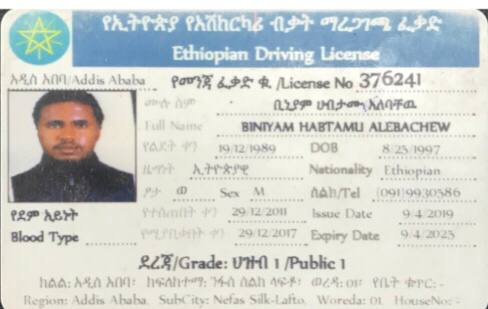 የኢትዮጵያ የአሽከርካሪ ብቃት ማረጋገጫ ፈቃድ
Ethiopian Driving License
አዲስ አበባ/Addis Ababa የመንጃ ፈቃድ ቁ /License No 376241
ሙሉ ስም ቢኒያም ሀብታሙ አለባቸዉ
Full Name BINIYAM HABTAMU ALEBACHEW
የልደት ቀን 19/12/1989 DOB 8/25/1997
ዜግነት ኢትዮጵያዊ Nationality Ethiopian
ፆታ ወ Sex M ስልክ/Tel (091)9930586
የደም አይነት የተሰጠበት ቀን 29/12/2011 Issue Date 9/4/2019
Blood Type 29/12/2017 Expiry Date 9/4/2025
ደረጃ/Grade: ህዝብ 1 /Public 1
ክልል: አዲስ አበባ፡ ክፍለከተማ: ንፋስ ስልክ ላፍቶ፡ ወረዳ: 01፡ የቤት ቁጥር: -
Region: Addis Ababa, SubCity: Nefas Silk-Lafto, Woreda: 01, HouseNo: -